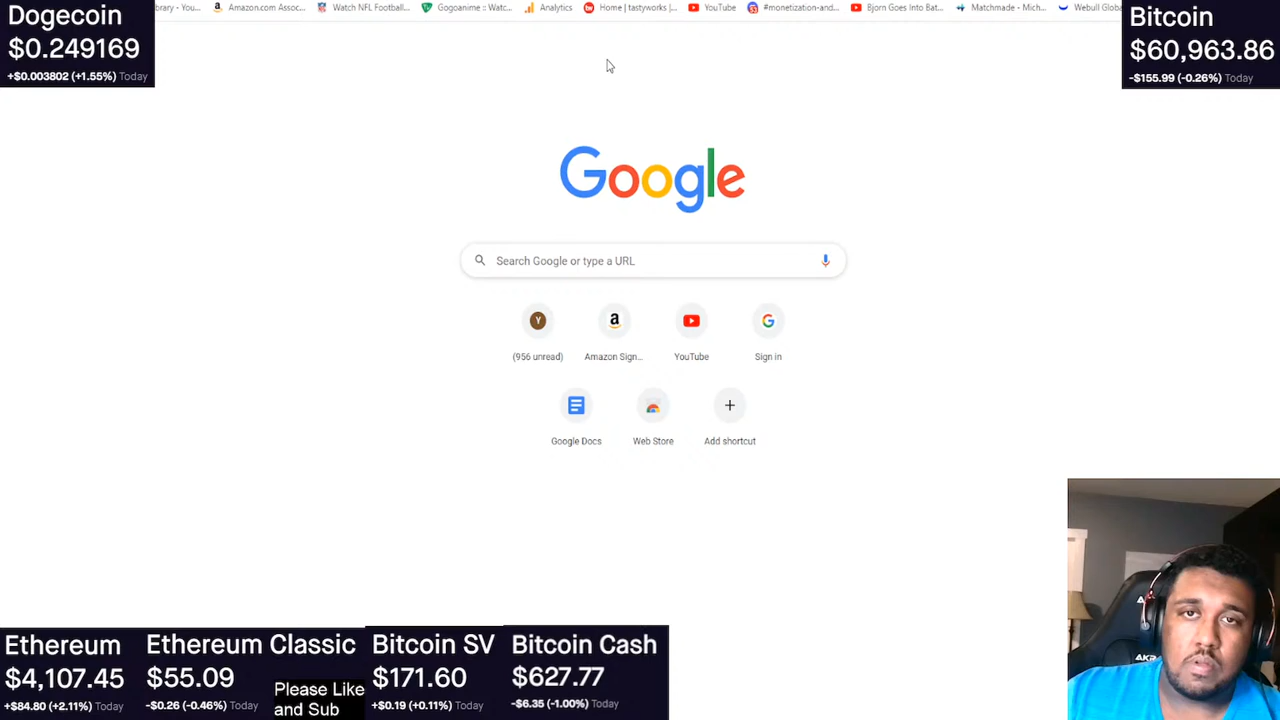 Dogecoin
$0.249169
+$0.003802 (+1.55%) Today
ibrary - You...
Amazon.com Assoc...
Watch NFL Football...
Gogoanime :: Watc...
Analytics
Home | tastyworks |...
YouTube
#monetization-and...
Bjorn Goes Into Bat...
Matchmade - Mich...
Webull Globa
Bitcoin
$60,963.86
-$155.99 (-0.26%) Today
Google
Search Google or type a URL
Y
(956 unread)
a
Amazon Sign...
YouTube
G
Sign in
Google Docs
Web Store
+
Add shortcut
Ethereum
$4,107.45
+$84.80 (+2.11%) Today
Ethereum Classic
$55.09
-$0.26 (-0.46%) Today
Please Like
and Sub
Bitcoin SV
$171.60
+$0.19 (+0.11%) Today
Bitcoin Cash
$627.77
-$6.35 (-1.00%) Today